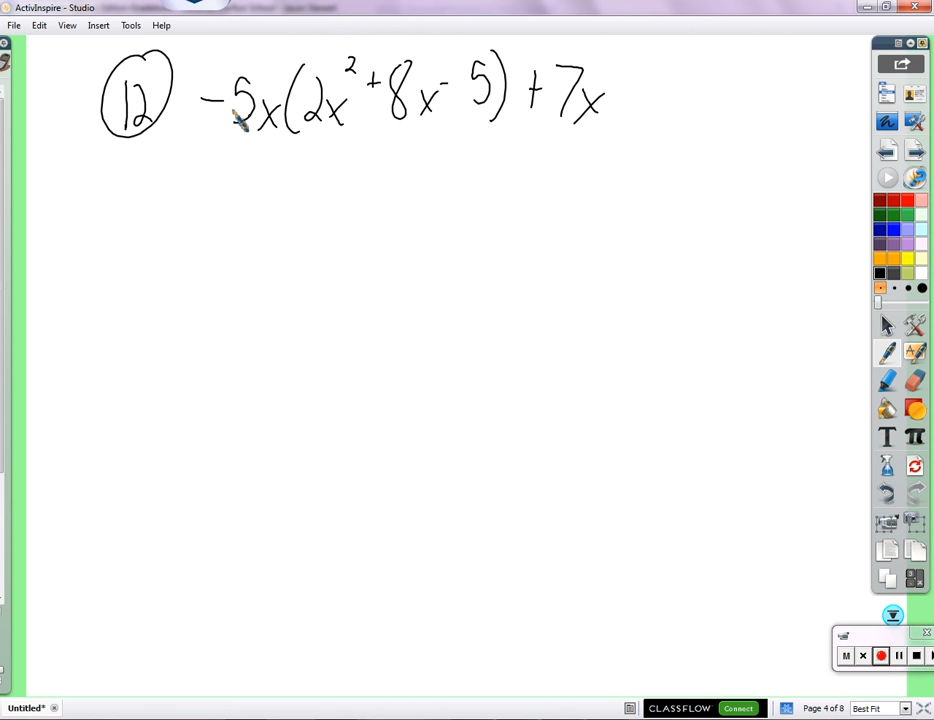 ActivInspire - Studio
File Edit View Insert Tools Help
12 -5x(2x² + 8x - 5) + 7x
M
Untitled* CLASSFLOW Connect Page 4 of 8 Best Fit